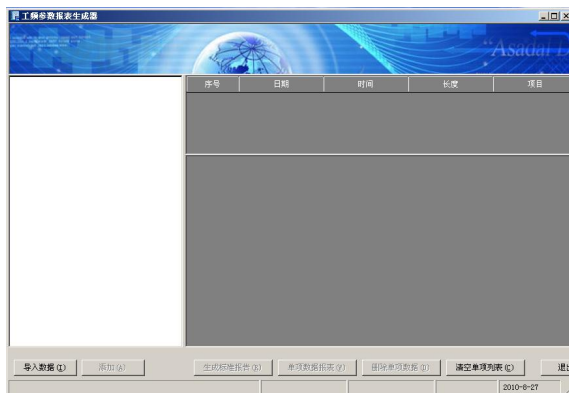 工频参数报表生成器
Asadal
序号 日期 时间 长度 项目
导入数据(I) 添加(A) 生成标准报告(K) 单项数据报表(P) 删除单项数据(D) 清空单项列表(C) 退出
2010-8-27